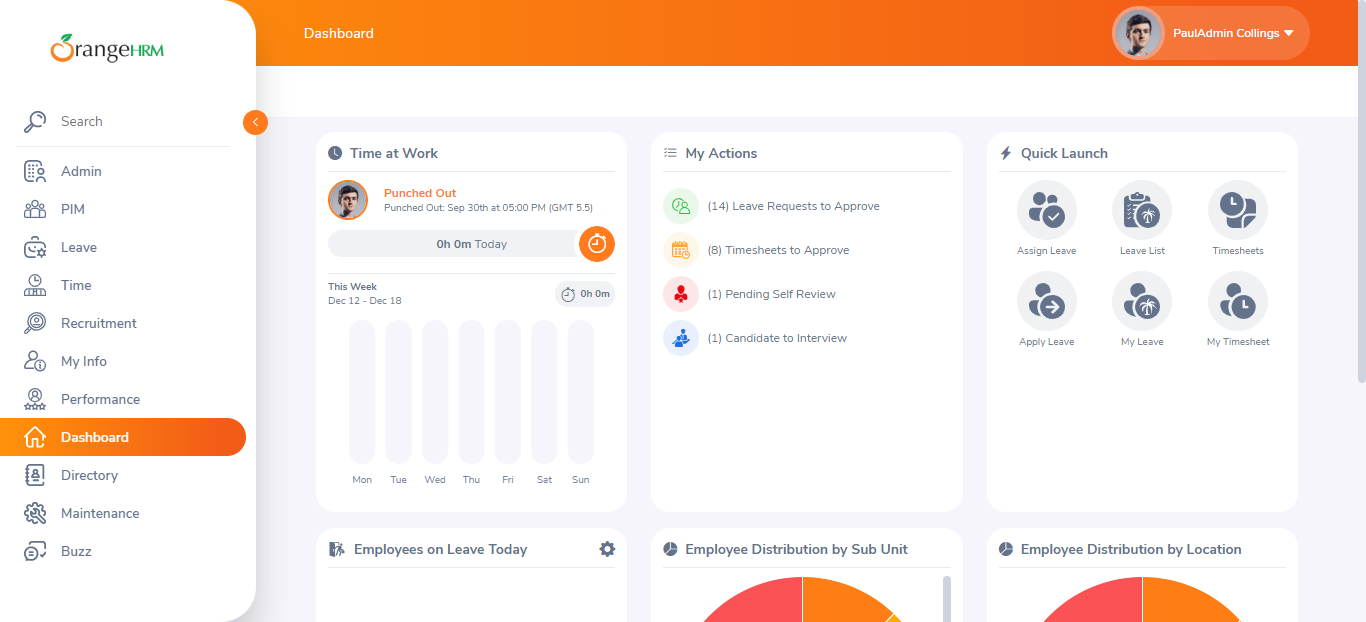 OrangeHRM
Search
Admin
PIM
Leave
Time
Recruitment
My Info
Performance
Dashboard
Directory
Maintenance
Buzz
Dashboard
PaulAdmin Collings
Time at Work
Punched Out
Punched Out: Sep 30th at 05:00 PM (GMT 5.5)
0h 0m Today
This Week
Dec 12 - Dec 18
0h 0m
Mon Tue Wed Thu Fri Sat Sun
My Actions
(14) Leave Requests to Approve
(8) Timesheets to Approve
(1) Pending Self Review
(1) Candidate to Interview
Quick Launch
Assign Leave Leave List Timesheets
Apply Leave My Leave My Timesheet
Employees on Leave Today
Employee Distribution by Sub Unit
Employee Distribution by Location